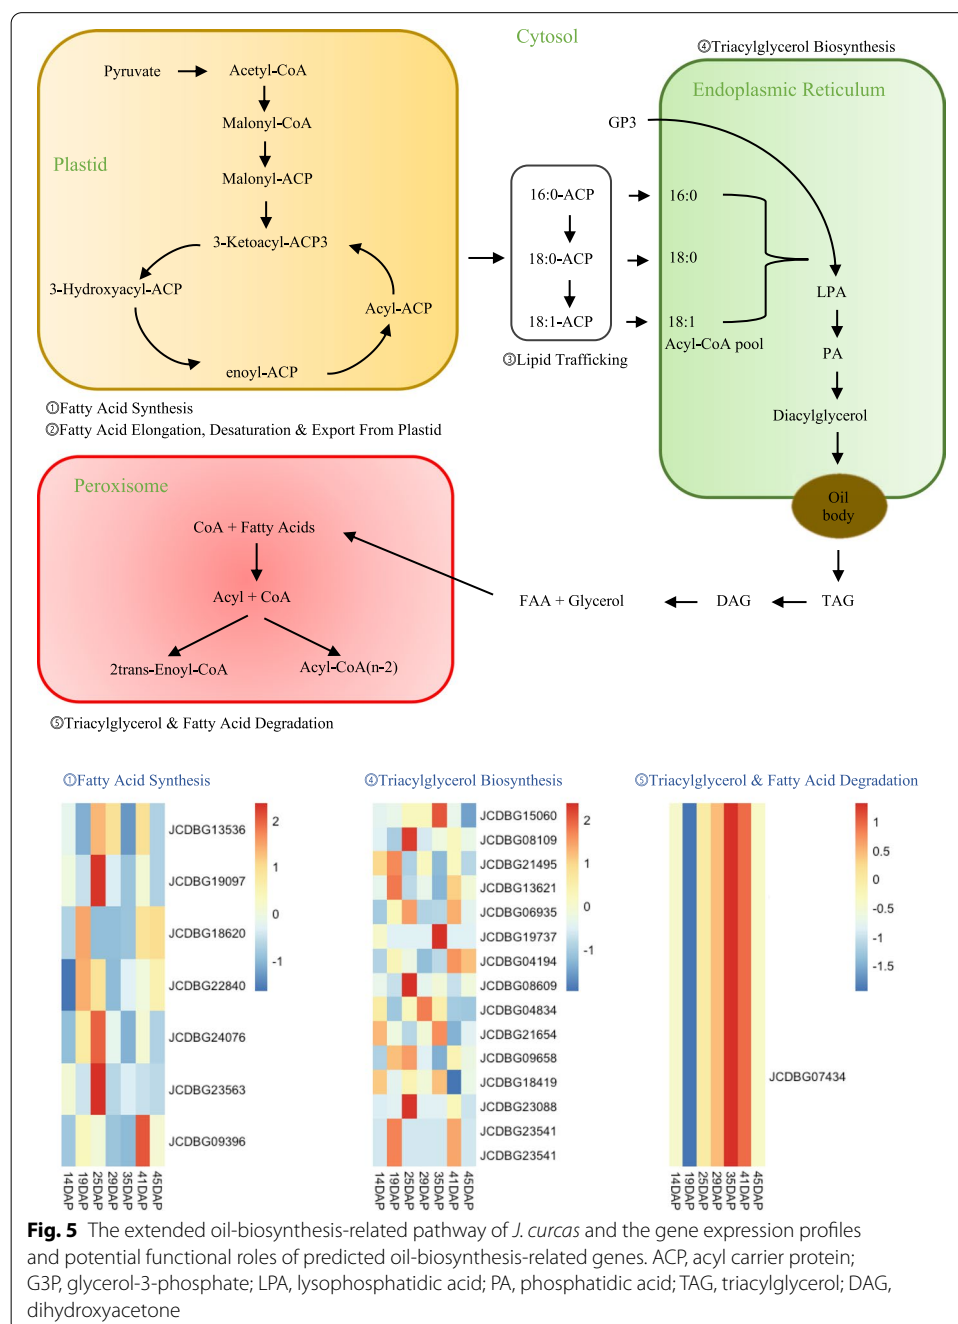 Cytosol
④Triacylglycerol Biosynthesis
Plastid
Pyruvate
Acetyl-CoA
Malonyl-CoA
Malonyl-ACP
3-Ketoacyl-ACP3
3-Hydroxyacyl-ACP
Acyl-ACP
enoyl-ACP
①Fatty Acid Synthesis
②Fatty Acid Elongation, Desaturation & Export From Plastid
16:0-ACP
18:0-ACP
18:1-ACP
③Lipid Trafficking
Endoplasmic Reticulum
GP3
16:0
18:0
18:1
Acyl-CoA pool
LPA
PA
Diacylglycerol
Oil
body
TAG
DAG
FAA + Glycerol
Peroxisome
CoA + Fatty Acids
Acyl + CoA
2trans-Enoyl-CoA
Acyl-CoA(n-2)
⑤Triacylglycerol & Fatty Acid Degradation
①Fatty Acid Synthesis
JCDBG13536
JCDBG19097
JCDBG18620
JCDBG22840
JCDBG24076
JCDBG23563
JCDBG09396
2
1
0
-1
14DAP
19DAP
25DAP
29DAP
35DAP
41DAP
45DAP
④Triacylglycerol Biosynthesis
JCDBG15060
JCDBG08109
JCDBG21495
JCDBG13621
JCDBG06935
JCDBG19737
JCDBG04194
JCDBG08609
JCDBG04834
JCDBG21654
JCDBG09658
JCDBG18419
JCDBG23088
JCDBG23541
JCDBG23541
2
1
0
-1
14DAP
19DAP
25DAP
29DAP
35DAP
41DAP
45DAP
⑤Triacylglycerol & Fatty Acid Degradation
JCDBG07434
1
0.5
0
-0.5
-1
-1.5
14DAP
19DAP
25DAP
29DAP
35DAP
41DAP
45DAP
Fig. 5 The extended oil-biosynthesis-related pathway of J. curcas and the gene expression profiles
and potential functional roles of predicted oil-biosynthesis-related genes. ACP, acyl carrier protein;
G3P, glycerol-3-phosphate; LPA, lysophosphatidic acid; PA, phosphatidic acid; TAG, triacylglycerol; DAG,
dihydroxyacetone